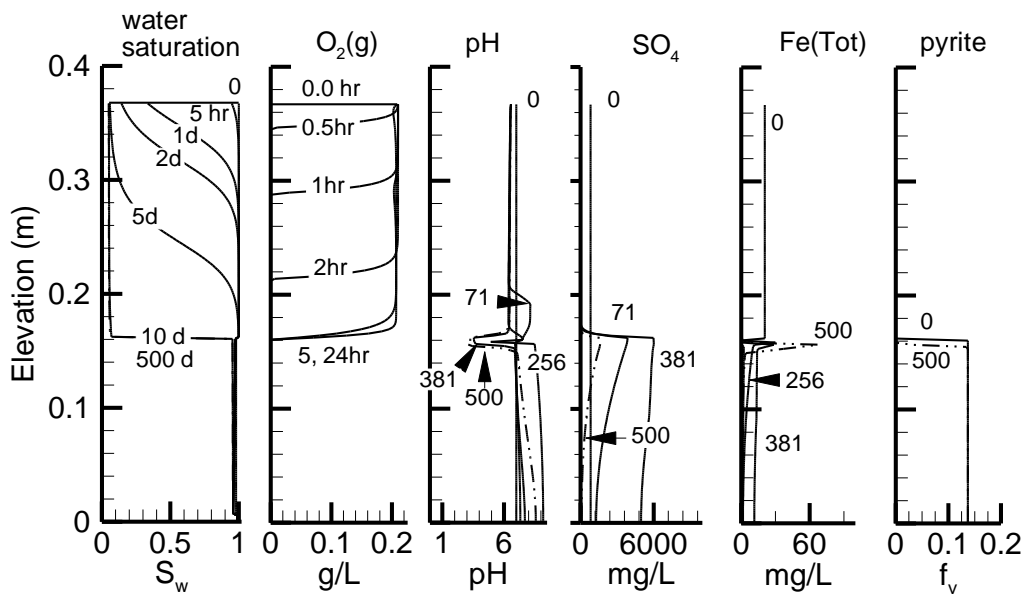 water
saturation
O2(g)
pH
SO4
Fe(Tot)
pyrite
0.4
0.3
0.2
0.1
0
Elevation (m)
0
5 hr
1d
2d
5d
10 d
500 d
0.0 hr
0.5hr
1hr
2hr
5, 24hr
0
71
381
500
256
0
71
381
500
0
500
256
381
0
500
0 0.5 1
Sw
0 0.1 0.2
g/L
1 6
pH
0 6000
mg/L
0 60
mg/L
0 0.1 0.2
fv